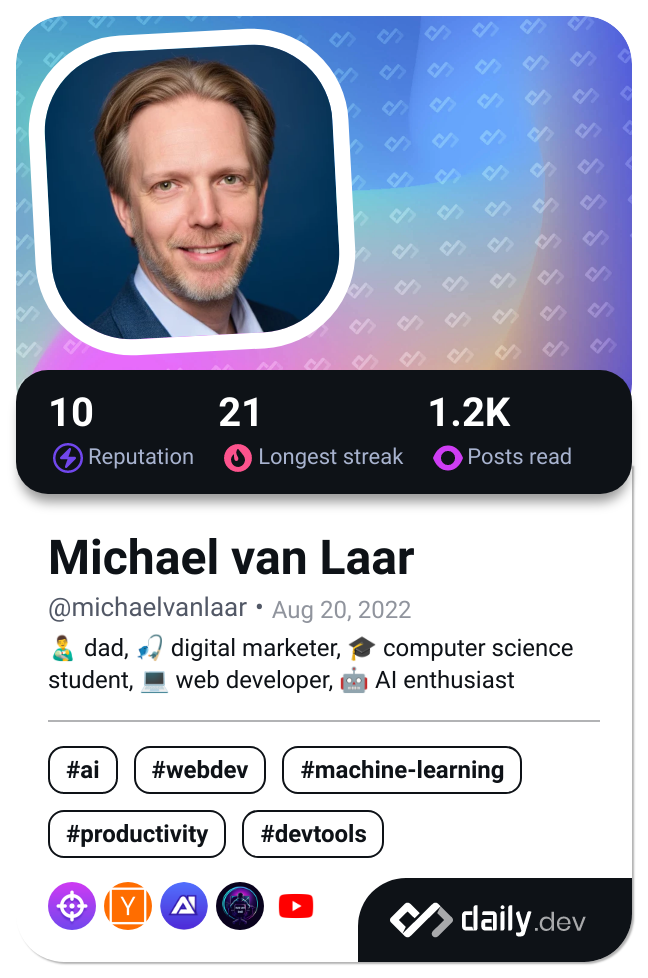 10 21 1.2K
Reputation Longest streak Posts read
Michael van Laar
@michaelvanlaar • Aug 20, 2022
🧑‍🍼 dad, 🎣 digital marketer, 🎓 computer science
student, 💻 web developer, 🤖 AI enthusiast
#ai #webdev #machine-learning
#productivity #devtools
Y AI
daily.dev